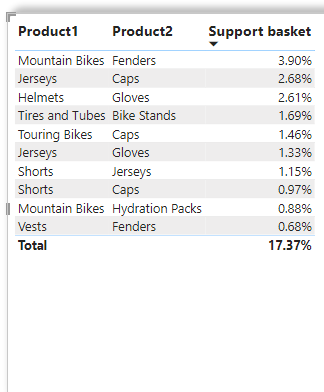 Product1 Product2 Support basket
Mountain Bikes Fenders 3.90%
Jerseys Caps 2.68%
Helmets Gloves 2.61%
Tires and Tubes Bike Stands 1.69%
Touring Bikes Caps 1.46%
Jerseys Gloves 1.33%
Shorts Jerseys 1.15%
Shorts Caps 0.97%
Mountain Bikes Hydration Packs 0.88%
Vests Fenders 0.68%
Total 17.37%